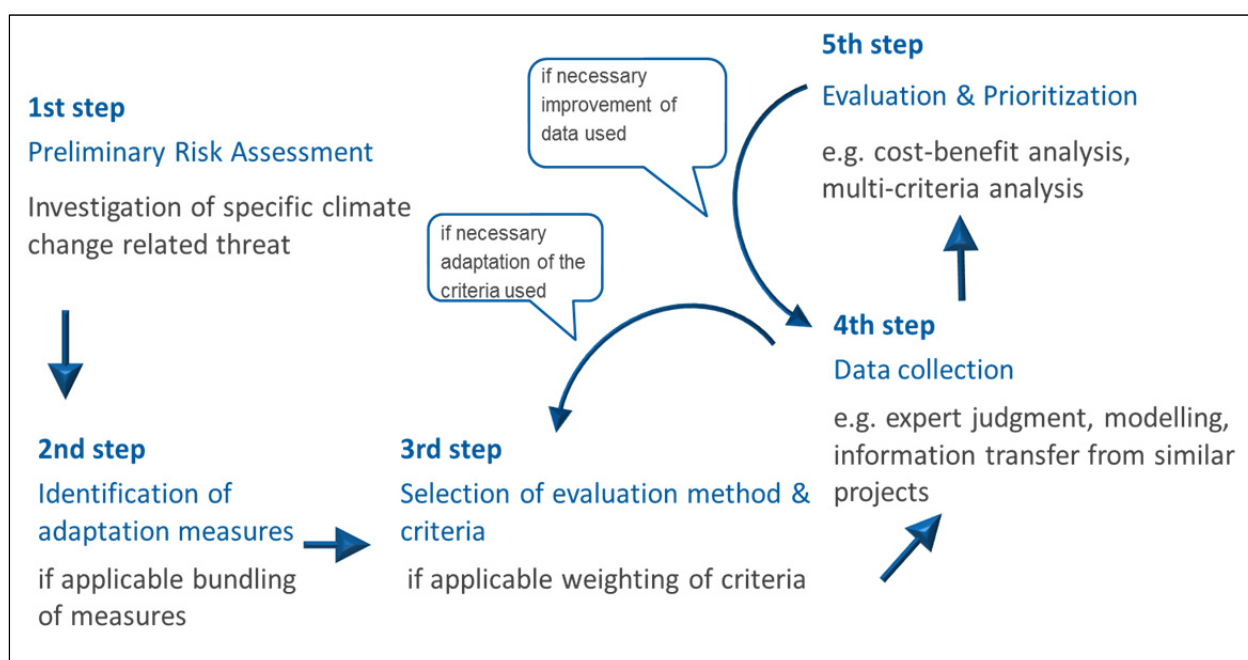 1st step
Preliminary Risk Assessment
Investigation of specific climate
change related threat
2nd step
Identification of
adaptation measures
if applicable bundling
of measures
3rd step
Selection of evaluation method &
criteria
if applicable weighting of criteria
if necessary
adaptation of the
criteria used
4th step
Data collection
e.g. expert judgment, modelling,
information transfer from similar
projects
if necessary
improvement of
data used
5th step
Evaluation & Prioritization
e.g. cost-benefit analysis,
multi-criteria analysis